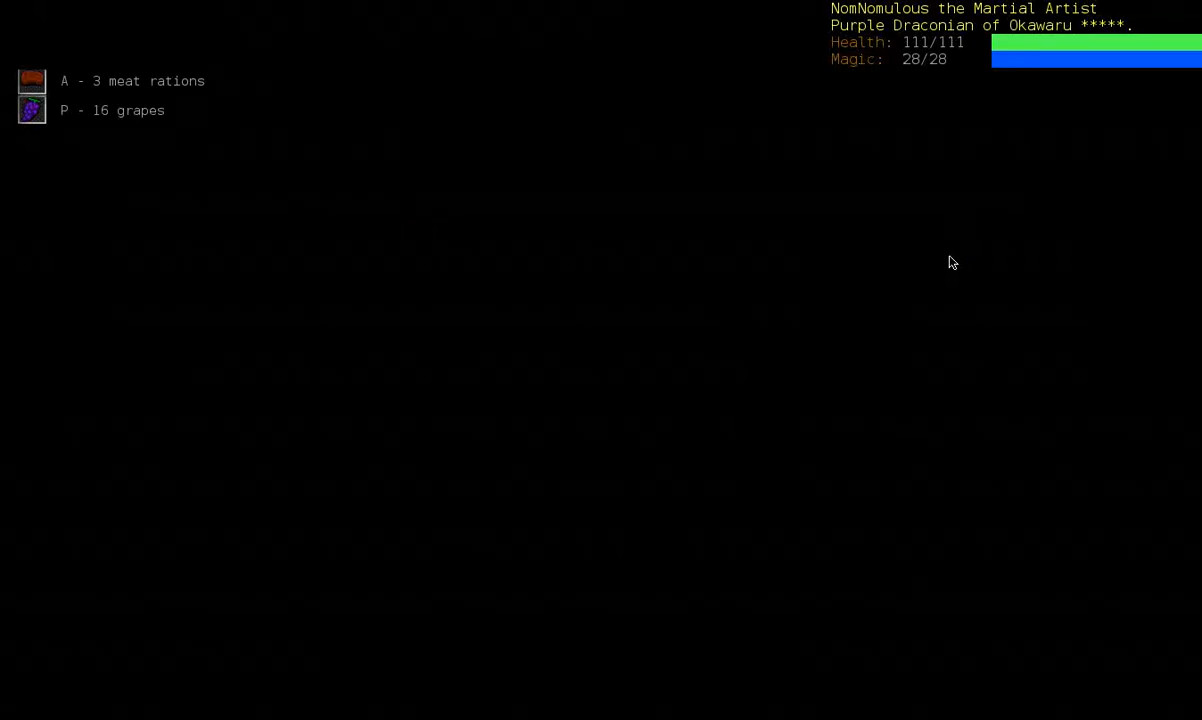 NomNomulous the Martial Artist
Purple Draconian of Okawaru *****.
Health: 111/111
Magic: 28/28
A - 3 meat rations
P - 16 grapes